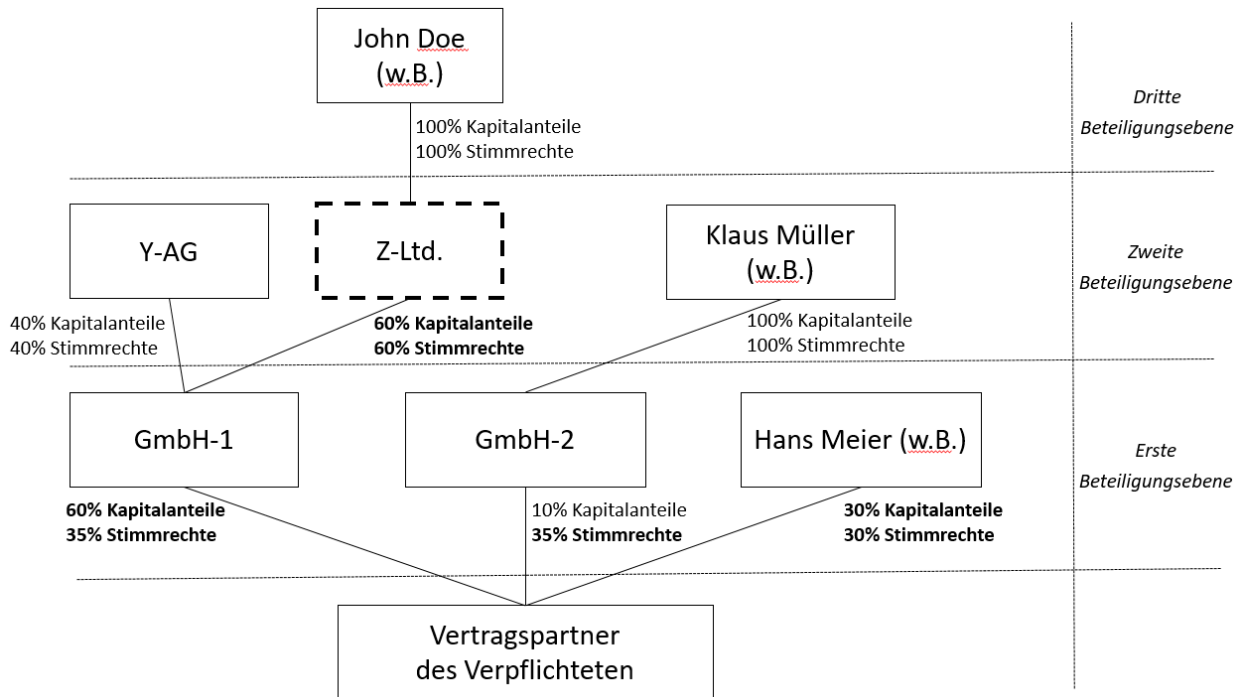 John Doe
(w.B.)
100% Kapitalanteile
100% Stimmrechte
Dritte
Beteiligungsebene
Y-AG
Z-Ltd.
Klaus Müller
(w.B.)
Zweite
Beteiligungsebene
40% Kapitalanteile
40% Stimmrechte
60% Kapitalanteile
60% Stimmrechte
100% Kapitalanteile
100% Stimmrechte
GmbH-1
GmbH-2
Hans Meier (w.B.)
Erste
Beteiligungsebene
60% Kapitalanteile
35% Stimmrechte
10% Kapitalanteile
35% Stimmrechte
30% Kapitalanteile
30% Stimmrechte
Vertragspartner
des Verpflichteten